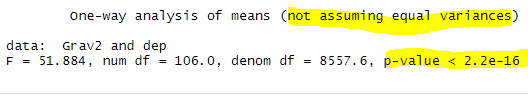 One-way analysis of means (not assuming equal variances)
data:  Grav2 and dep
F = 51.884, num df = 106.0, denom df = 8557.6, p-value < 2.2e-16